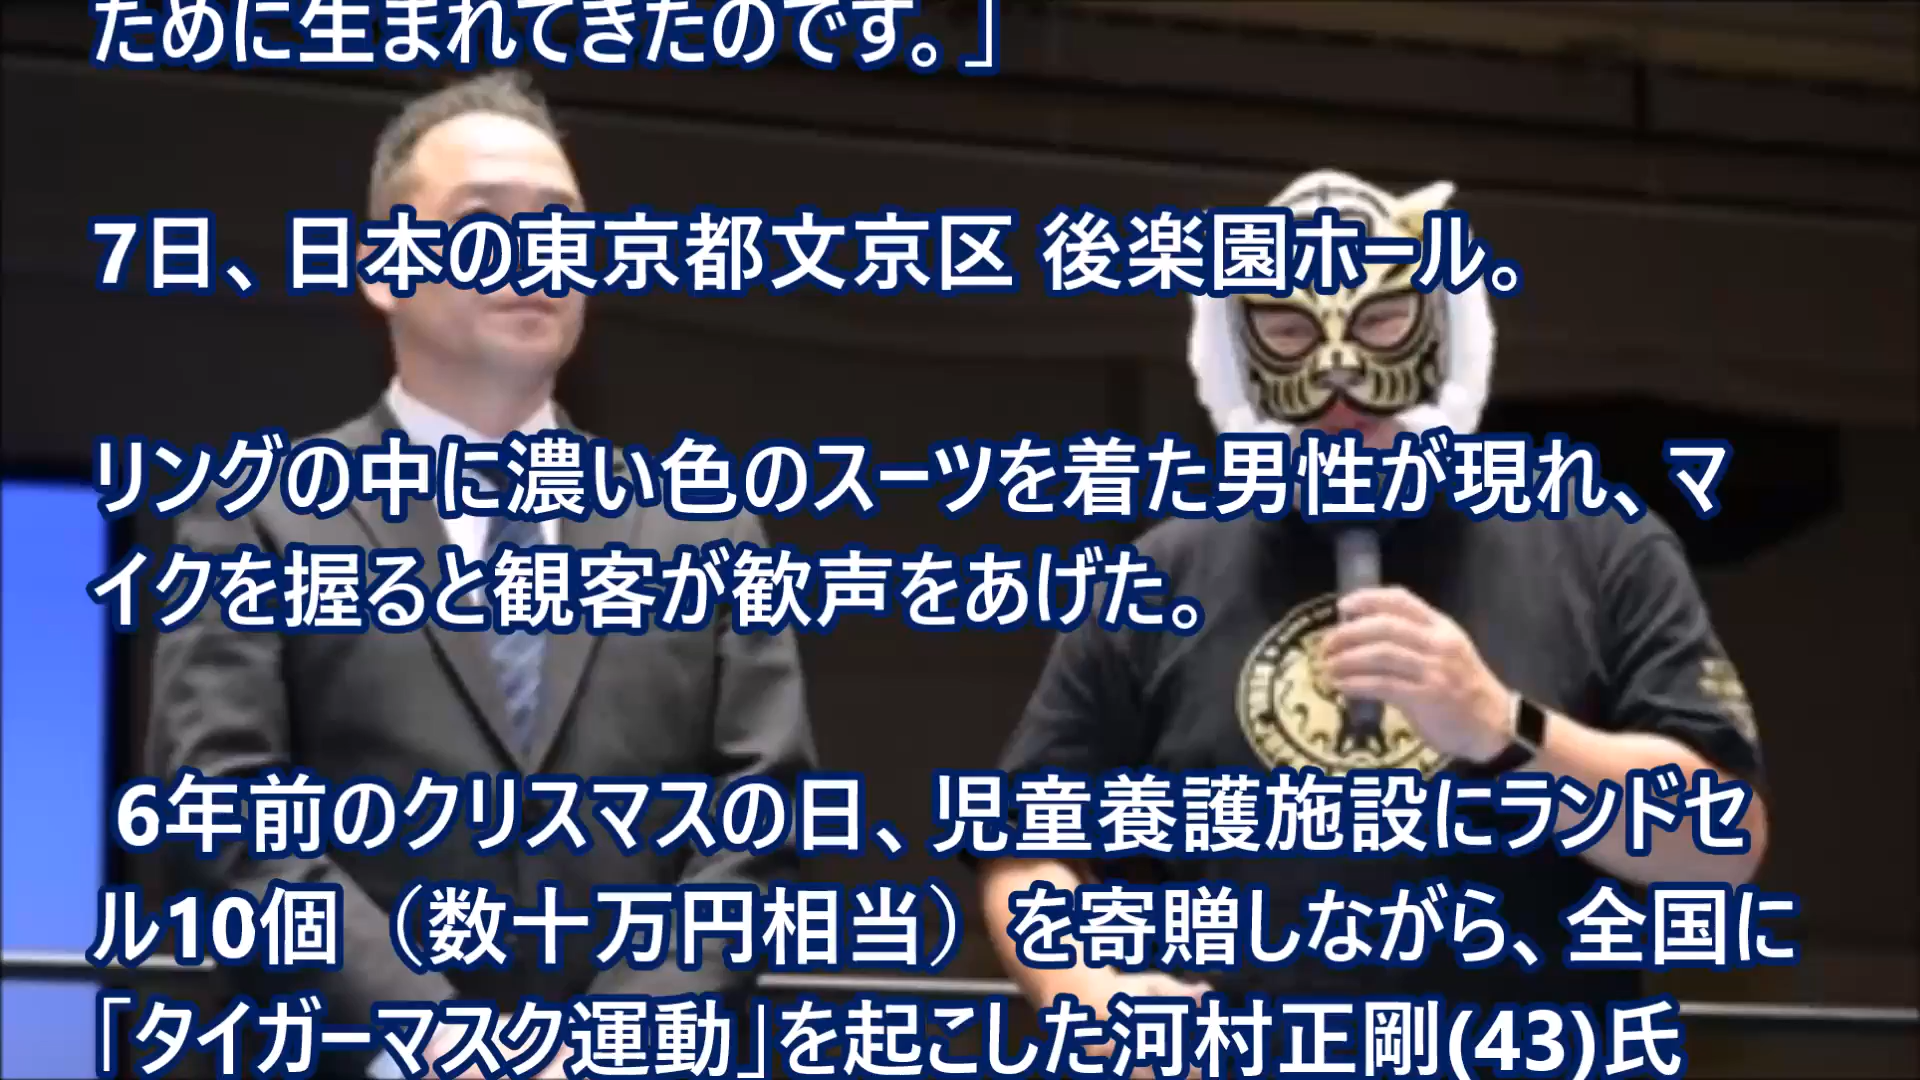 ために生まれてきたのです。」
7日、日本の東京都文京区 後楽園ホール。
リングの中に濃い色のスーツを着た男性が現れ、マ
イクを握ると観客が歓声をあげた。
6年前のクリスマスの日、児童養護施設にランドセ
ル10個（数十万円相当）を寄贈しながら、全国に
「タイガーマスク運動」を起こした河村正剛(43)氏